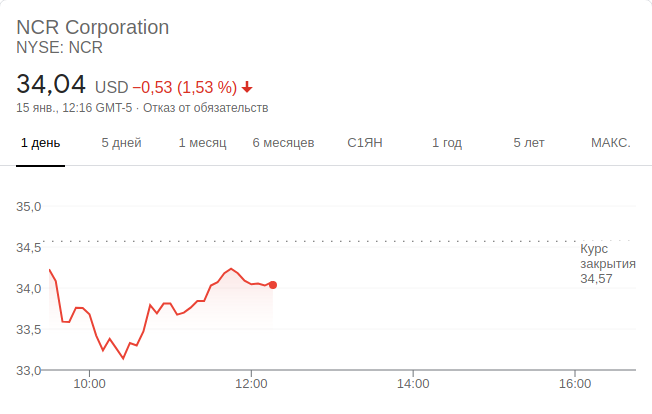 NCR Corporation
NYSE: NCR
34,04 USD −0,53 (1,53 %)
15 янв., 12:16 GMT-5 · Отказ от обязательств
1 день 5 дней 1 месяц 6 месяцев С1ЯН 1 год 5 лет МАКС.
35,0
34,5
34,0
33,5
33,0
Курс
закрытия
34,57
10:00 12:00 14:00 16:00